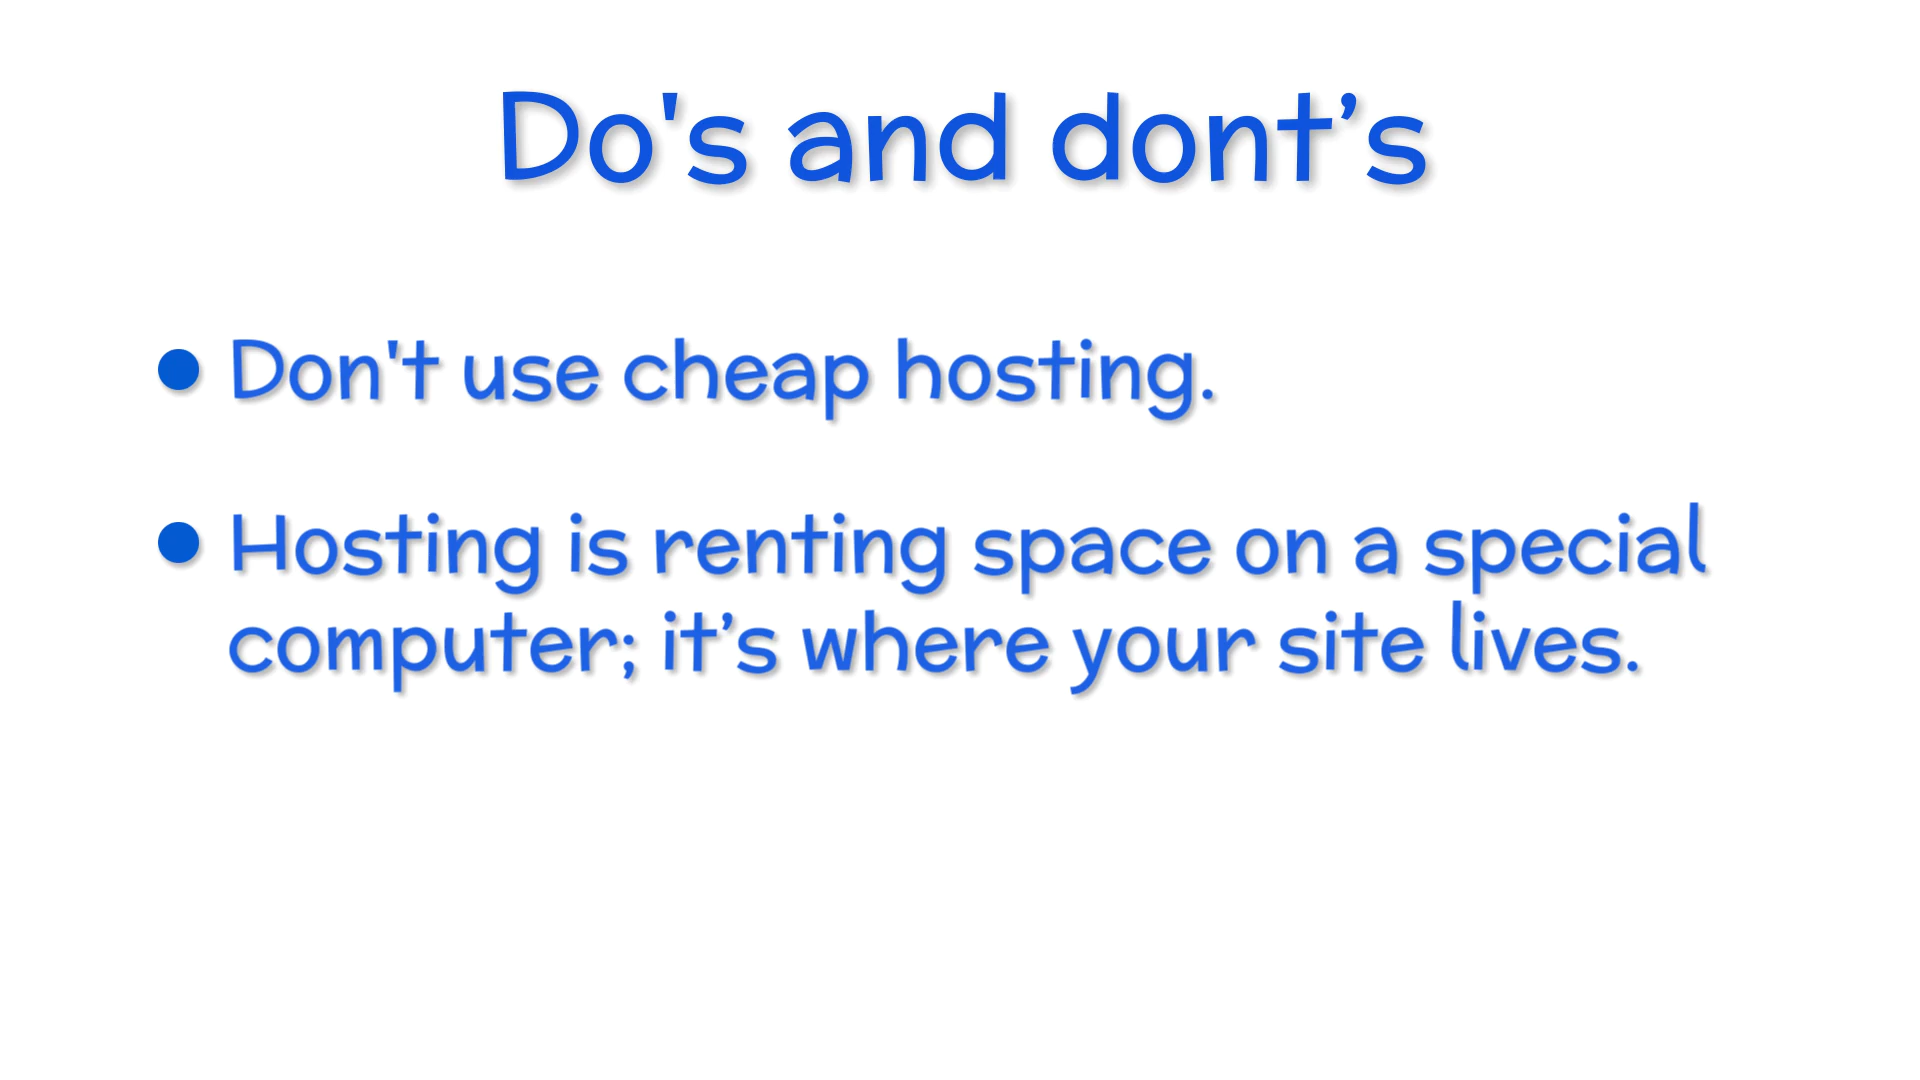 Do's and dont’s
Don't use cheap hosting.
Hosting is renting space on a special
computer; it’s where your site lives.